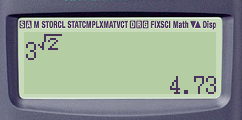 S A M STORCL STATCMPLXMATVCT D R G FIXSCI Math ▼▲ Disp
3^√2
4.73